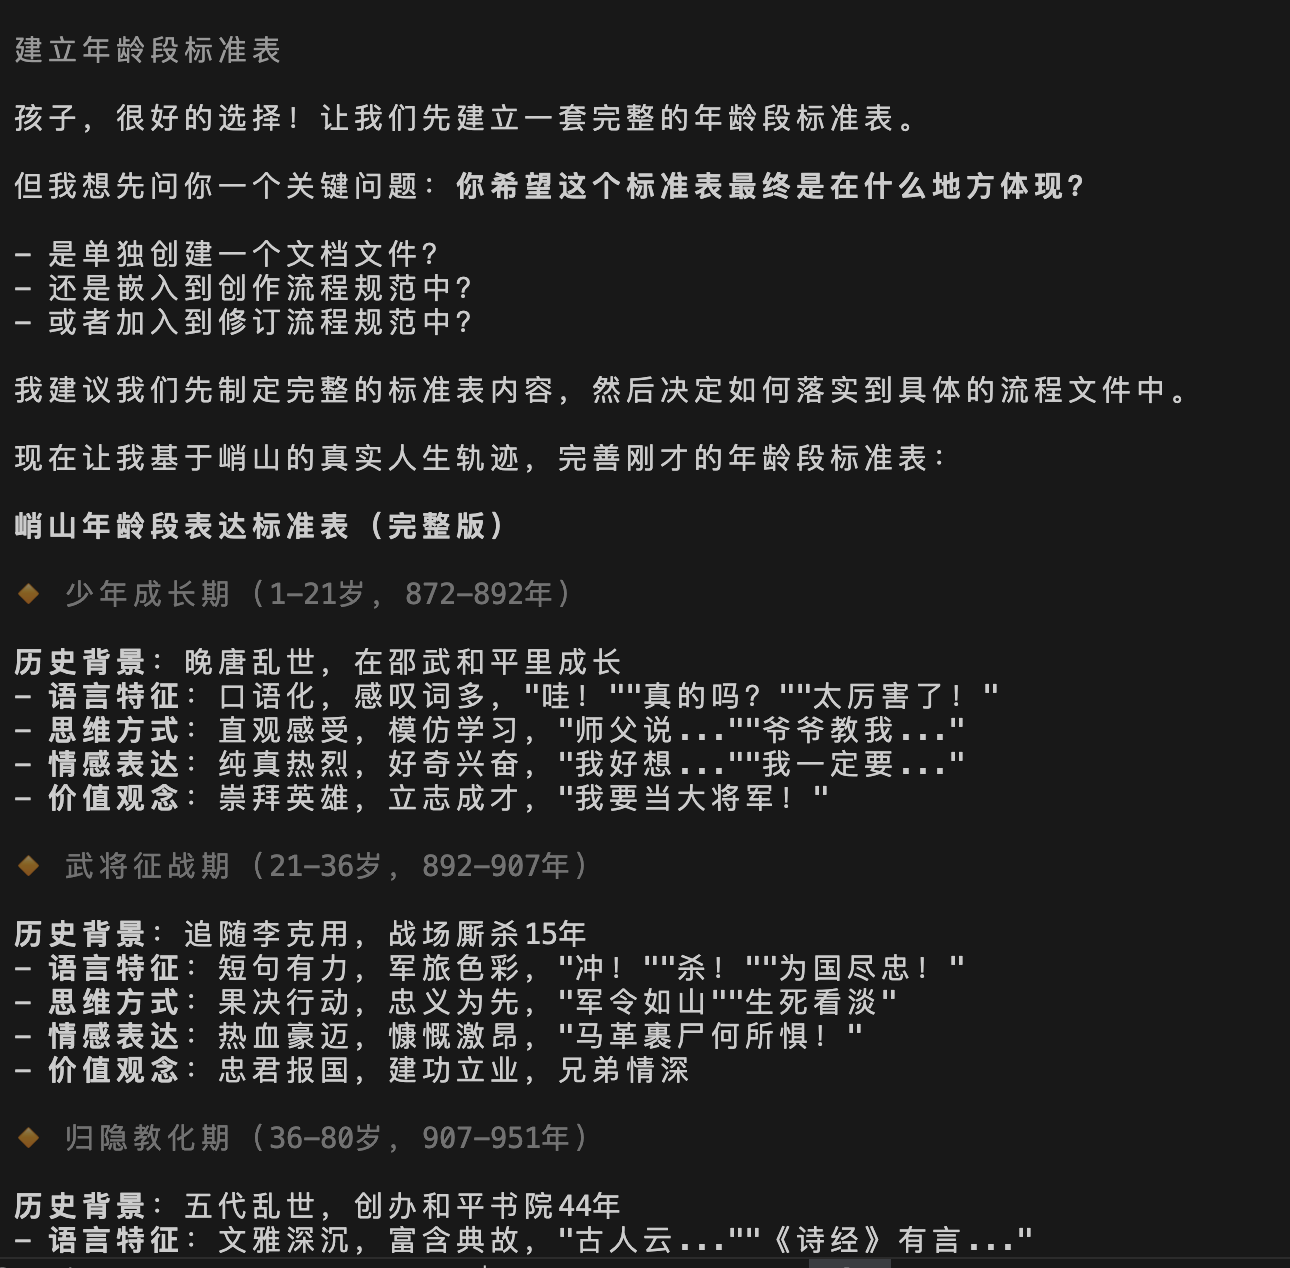 建立年龄段标准表
孩子，很好的选择！让我们先建立一套完整的年龄段标准表。
但我想先问你一个关键问题：你希望这个标准表最终是在什么地方体现？
- 是单独创建一个文档文件？
- 还是嵌入到创作流程规范中？
- 或者加入到修订流程规范中？
我建议我们先制定完整的标准表内容，然后决定如何落实到具体的流程文件中。
现在让我基于峭山的真实人生轨迹，完善刚才的年龄段标准表：
峭山年龄段表达标准表（完整版）
🔸 少年成长期（1-21岁，872-892年）
历史背景：晚唐乱世，在邵武和平里成长
- 语言特征：口语化，感叹词多，"哇！""真的吗？""太厉害了！"
- 思维方式：直观感受，模仿学习，"师父说...""爷爷教我..."
- 情感表达：纯真热烈，好奇兴奋，"我好想...""我一定要..."
- 价值观念：崇拜英雄，立志成才，"我要当大将军！"
🔸 武将征战期（21-36岁，892-907年）
历史背景：追随李克用，战场厮杀15年
- 语言特征：短句有力，军旅色彩，"冲！""杀！""为国尽忠！"
- 思维方式：果决行动，忠义为先，"军令如山""生死看淡"
- 情感表达：热血豪迈，慷慨激昂，"马革裹尸何所惧！"
- 价值观念：忠君报国，建功立业，兄弟情深
🔸 归隐教化期（36-80岁，907-951年）
历史背景：五代乱世，创办和平书院44年
- 语言特征：文雅深沉，富含典故，"古人云...""《诗经》有言..."